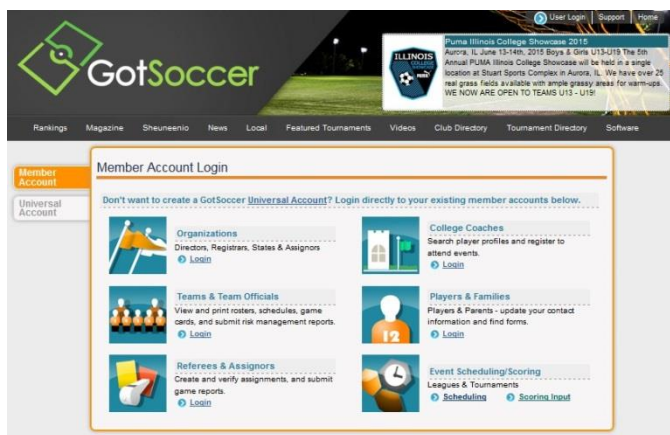 User Login | Support | Home
GotSoccer
ILLINOIS
COLLEGE
SHOWCASE
PUMA
Puma Illinois College Showcase 2015
Aurora, IL June 13-14th, 2015 Boys & Girls U13-U19 The 5th
Annual PUMA Illinois College Showcase will be held in a single
location at Stuart Sports Complex in Aurora, IL. We have over 25
real grass fields available with ample grassy areas for warm-ups.
WE NOW ARE OPEN TO TEAMS U13 - U19!
Rankings Magazine Sheuneenio News Local Featured Tournaments Videos Club Directory Tournament Directory Software
Member
Account
Universal
Account
Member Account Login
Don't want to create a GotSoccer Universal Account? Login directly to your existing member accounts below.
Organizations
Directors, Registrars, States & Assignors
Login
College Coaches
Search player profiles and register to
attend events.
Login
Teams & Team Officials
View and print rosters, schedules, game
cards, and submit risk management reports.
Login
12
Players & Families
Players & Parents - update your contact
information and find forms.
Login
Referees & Assignors
Create and verify assignments, and submit
game reports.
Login
Event Scheduling/Scoring
Leagues & Tournaments
Scheduling Scoring Input